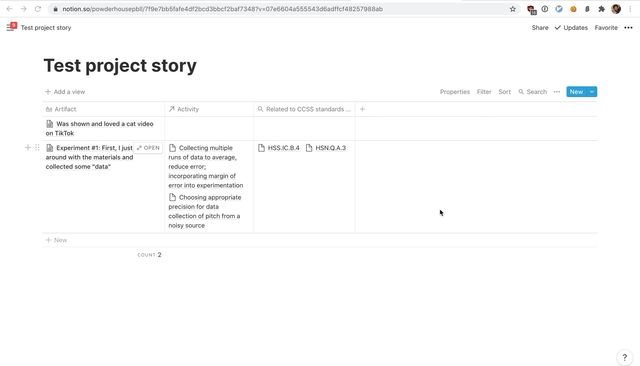 notion.so/powderhousepbll/7f9e7bb5fafe4df2bcd3bbcf2baf7348?v=07e6604a555543d6adffcf48257988ab
Test project story
Share
Updates
Favorite
Test project story
Add a view
Properties
Filter
Sort
Search
New
Artifact
Activity
Related to CCSS standards ...
Was shown and loved a cat video
on TikTok
Experiment #1: First, I just
OPEN
around with the materials and
collected some "data"
Collecting multiple
runs of data to average,
reduce error;
incorporating margin of
error into experimentation
Choosing appropriate
precision for data
collection of pitch from a
noisy source
HSS.IC.B.4
HSN.Q.A.3
New
COUNT 2
?